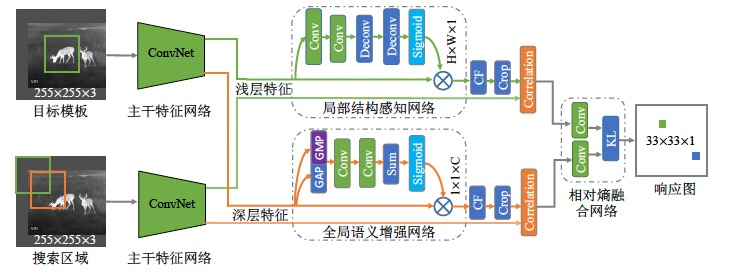 VID
255×255×3
目标模板
ConvNet
主干特征网络
浅层特征
Conv
Conv
Deconv
Deconv
Sigmoid
H×W×1
局部结构感知网络
CF
Crop
Correlation
VID
255×255×3
搜索区域
ConvNet
主干特征网络
深层特征
GMP
GAP
Conv
Conv
Sum
Sigmoid
1×1×C
全局语义增强网络
CF
Crop
Correlation
Conv
Conv
KL
相对熵融
合网络
33×33×1
响应图